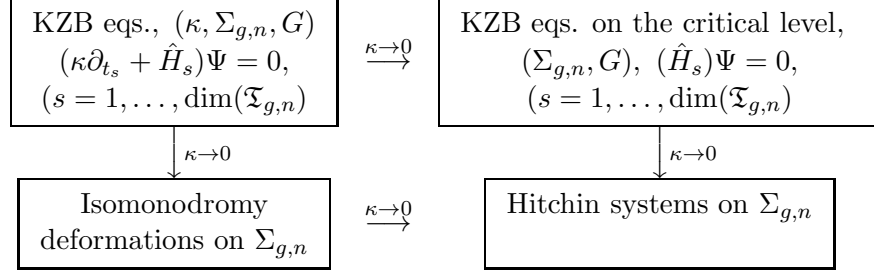 KZB eqs., (κ, Σ_{g,n}, G)
(κ∂_{t_s} + Ĥ_s)Ψ = 0,
(s = 1, . . . , dim(𝔗_{g,n})
κ→0
KZB eqs. on the critical level,
(Σ_{g,n}, G), (Ĥ_s)Ψ = 0,
(s = 1, . . . , dim(𝔗_{g,n})
κ→0
κ→0
Isomonodromy
deformations on Σ_{g,n}
κ→0
Hitchin systems on Σ_{g,n}